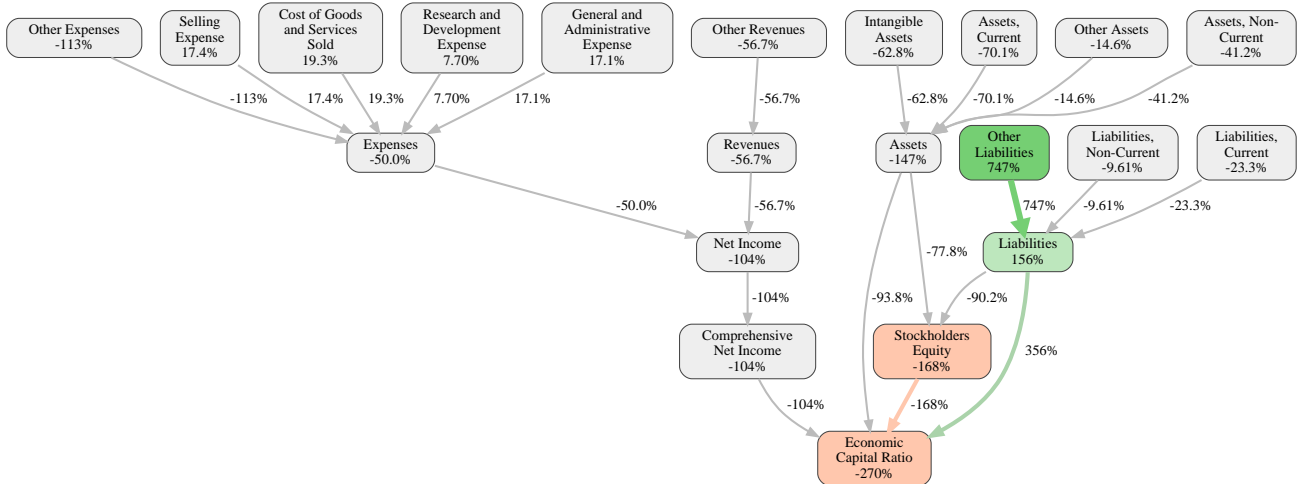 Other Expenses
-113%
Selling
Expense
17.4%
Cost of Goods
and Services
Sold
19.3%
Research and
Development
Expense
7.70%
General and
Administrative
Expense
17.1%
Other Revenues
-56.7%
Intangible
Assets
-62.8%
Assets,
Current
-70.1%
Other Assets
-14.6%
Assets, Non-
Current
-41.2%
-113%
17.4%
19.3%
7.70%
17.1%
-56.7%
-62.8%
-70.1%
-14.6%
-41.2%
Expenses
-50.0%
Revenues
-56.7%
Assets
-147%
Other
Liabilities
747%
Liabilities,
Non-Current
-9.61%
Liabilities,
Current
-23.3%
-50.0%
-56.7%
747%
-9.61%
-23.3%
Net Income
-104%
-77.8%
Liabilities
156%
-104%
-93.8%
-90.2%
Comprehensive
Net Income
-104%
Stockholders
Equity
-168%
356%
-104%
-168%
Economic
Capital Ratio
-270%